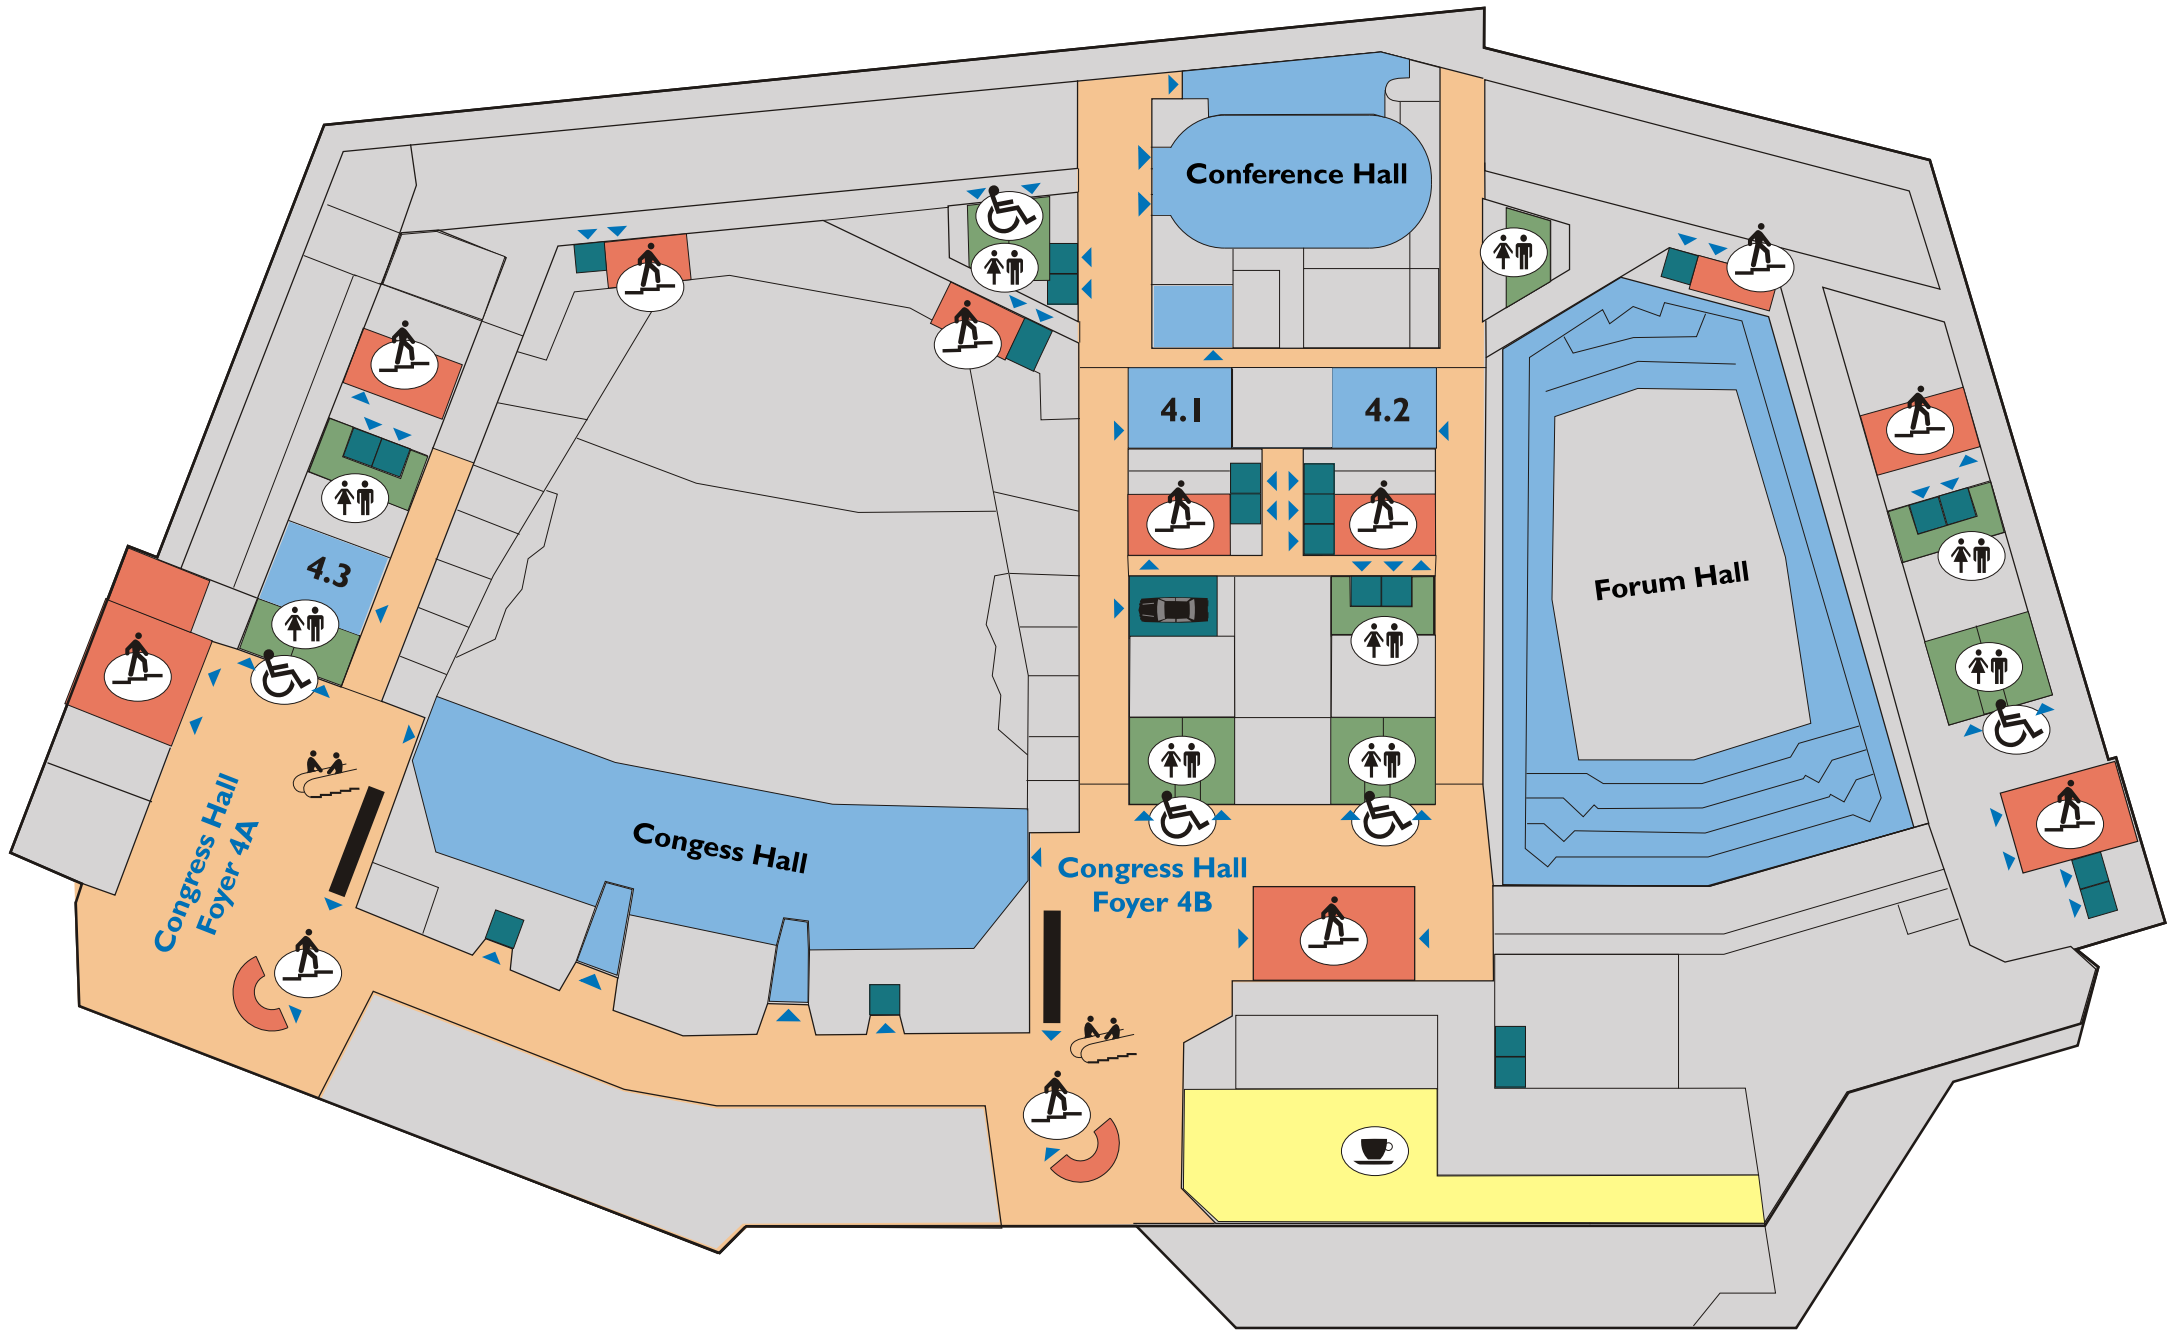 Conference Hall
4.1
4.2
4.3
Forum Hall
Congess Hall
Congress Hall
Foyer 4A
Congress Hall
Foyer 4B